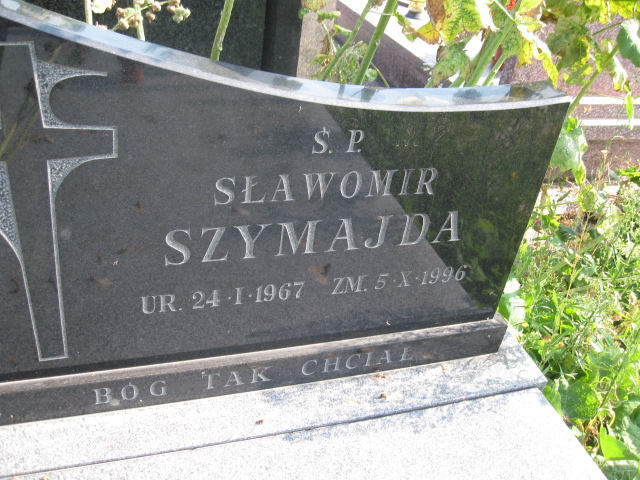 Ś. P.
SŁAWOMIR
SZYMAJDA
UR. 24·I·1967 ZM. 5·X·1996
BÓG TAK CHCIAŁ